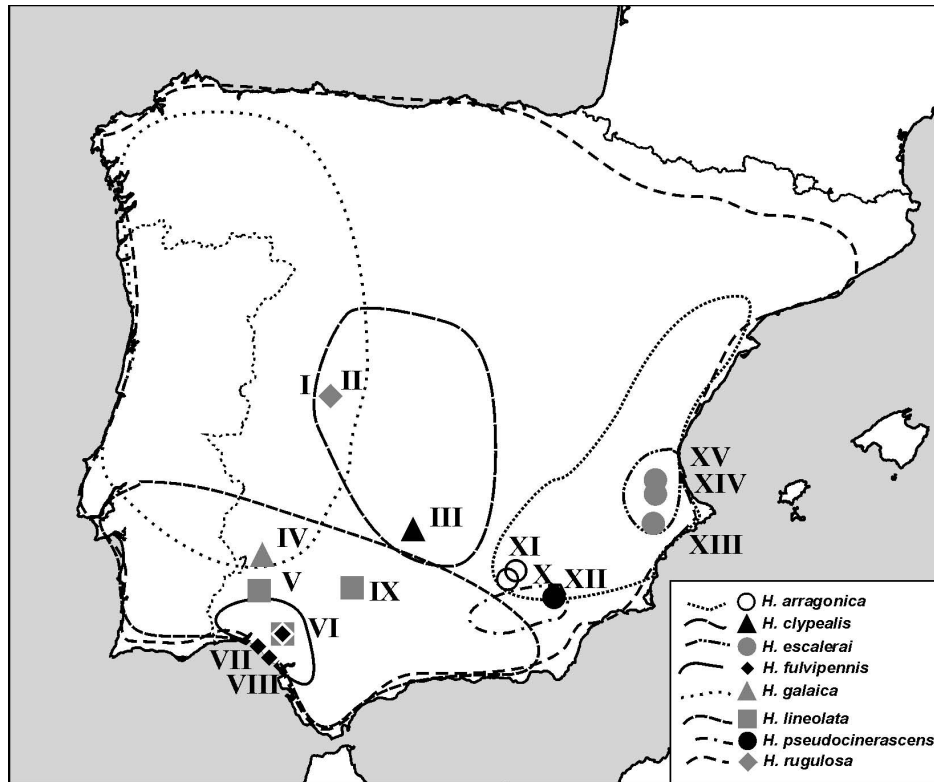 I II
III
XV
XIV
XIII
IV
XI
V
IX
X XII
VI
VII
VIII
H. arragonica
H. clypealis
H. escalerai
H. fulvipennis
H. galaica
H. lineolata
H. pseudocinerascens
H. rugulosa